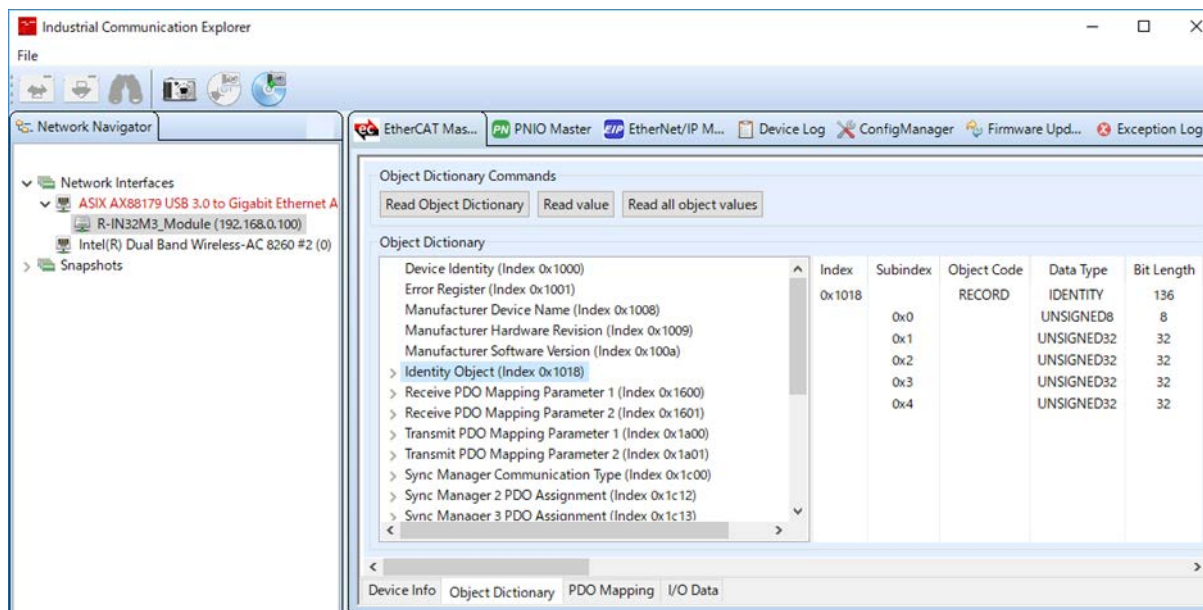 Industrial Communication Explorer
File
Network Navigator
Network Interfaces
ASIX AX88179 USB 3.0 to Gigabit Ethernet A
R-IN32M3_Module (192.168.0.100)
Intel(R) Dual Band Wireless-AC 8260 #2 (0)
Snapshots
EtherCAT Mas... PNIO Master EtherNet/IP M... Device Log ConfigManager Firmware Upd... Exception Log
Object Dictionary Commands
Read Object Dictionary Read value Read all object values
Object Dictionary
Device Identity (Index 0x1000)
Error Register (Index 0x1001)
Manufacturer Device Name (Index 0x1008)
Manufacturer Hardware Revision (Index 0x1009)
Manufacturer Software Version (Index 0x100a)
Identity Object (Index 0x1018)
Receive PDO Mapping Parameter 1 (Index 0x1600)
Receive PDO Mapping Parameter 2 (Index 0x1601)
Transmit PDO Mapping Parameter 1 (Index 0x1a00)
Transmit PDO Mapping Parameter 2 (Index 0x1a01)
Sync Manager Communication Type (Index 0x1c00)
Sync Manager 2 PDO Assignment (Index 0x1c12)
Sync Manager 3 PDO Assignment (Index 0x1c13)
Index Subindex Object Code Data Type Bit Length
0x1018 RECORD IDENTITY 136
0x0 UNSIGNED8 8
0x1 UNSIGNED32 32
0x2 UNSIGNED32 32
0x3 UNSIGNED32 32
0x4 UNSIGNED32 32
Device Info Object Dictionary PDO Mapping I/O Data